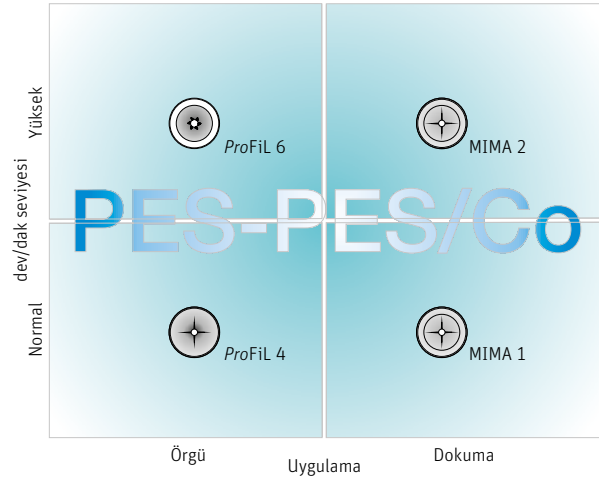 Yüksek
ProFiL 6
MIMA 2
dev/dak seviyesi
PES-PES/Co
Normal
ProFiL 4
MIMA 1
Örgü
Dokuma
Uygulama